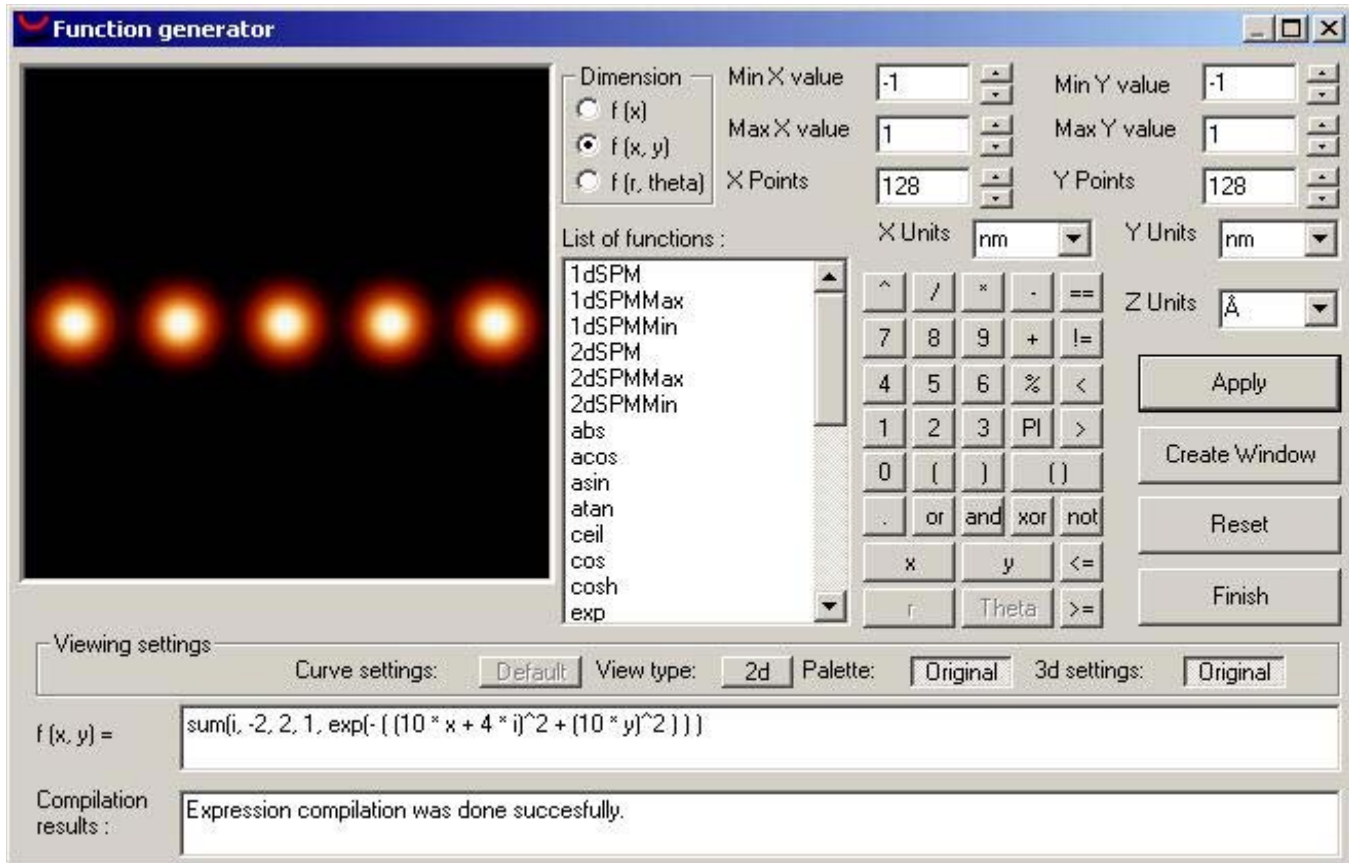 Function generator
Dimension
f (x)
f (x, y)
f (r, theta)
Min X value
-1
Min Y value
-1
Max X value
1
Max Y value
1
X Points
128
Y Points
128
X Units
nm
Y Units
nm
Z Units
Å
List of functions :
1dSPM
1dSPMMax
1dSPMMin
2dSPM
2dSPMMax
2dSPMMin
abs
acos
asin
atan
ceil
cos
cosh
exp
^ / * - ==
7 8 9 + !=
4 5 6 % <
1 2 3 PI >
0 ( ) ( )
. or and xor not
x y <=
r Theta >=
Apply
Create Window
Reset
Finish
Viewing settings
Curve settings: Default View type: 2d Palette: Original 3d settings: Original
f (x, y) =
sum(i, -2, 2, 1, exp(- ( (10 * x + 4 * i)^2 + (10 * y)^2 ) ) )
Compilation
results :
Expression compilation was done succesfully.